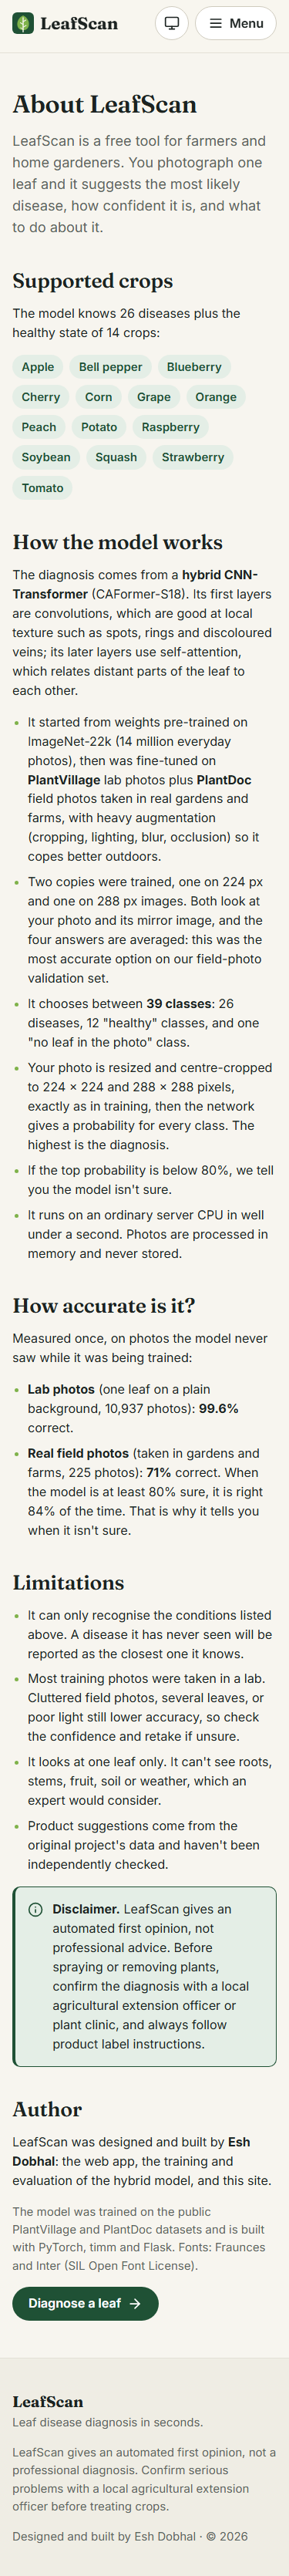 LeafScan
Menu
About LeafScan
LeafScan is a free tool for farmers and
home gardeners. You photograph one
leaf and it suggests the most likely
disease, how confident it is, and what
to do about it.
Supported crops
The model knows 26 diseases plus the
healthy state of 14 crops:
Apple Bell pepper Blueberry
Cherry Corn Grape Orange
Peach Potato Raspberry
Soybean Squash Strawberry
Tomato
How the model works
The diagnosis comes from a hybrid CNN-
Transformer (CAFormer-S18). Its first layers
are convolutions, which are good at local
texture such as spots, rings and discoloured
veins; its later layers use self-attention,
which relates distant parts of the leaf to
each other.
• It started from weights pre-trained on
ImageNet-22k (14 million everyday
photos), then was fine-tuned on
PlantVillage lab photos plus PlantDoc
field photos taken in real gardens and
farms, with heavy augmentation
(cropping, lighting, blur, occlusion) so it
copes better outdoors.
• Two copies were trained, one on 224 px
and one on 288 px images. Both look at
your photo and its mirror image, and the
four answers are averaged: this was the
most accurate option on our field-photo
validation set.
• It chooses between 39 classes: 26
diseases, 12 "healthy" classes, and one
"no leaf in the photo" class.
• Your photo is resized and centre-cropped
to 224 × 224 and 288 × 288 pixels,
exactly as in training, then the network
gives a probability for every class. The
highest is the diagnosis.
• If the top probability is below 80%, we tell
you the model isn't sure.
• It runs on an ordinary server CPU in well
under a second. Photos are processed in
memory and never stored.
How accurate is it?
Measured once, on photos the model never
saw while it was being trained:
• Lab photos (one leaf on a plain
background, 10,937 photos): 99.6%
correct.
• Real field photos (taken in gardens and
farms, 225 photos): 71% correct. When
the model is at least 80% sure, it is right
84% of the time. That is why it tells you
when it isn't sure.
Limitations
• It can only recognise the conditions listed
above. A disease it has never seen will be
reported as the closest one it knows.
• Most training photos were taken in a lab.
Cluttered field photos, several leaves, or
poor light still lower accuracy, so check
the confidence and retake if unsure.
• It looks at one leaf only. It can't see roots,
stems, fruit, soil or weather, which an
expert would consider.
• Product suggestions come from the
original project's data and haven't been
independently checked.
Disclaimer. LeafScan gives an
automated first opinion, not
professional advice. Before
spraying or removing plants,
confirm the diagnosis with a local
agricultural extension officer or
plant clinic, and always follow
product label instructions.
Author
LeafScan was designed and built by Esh
Dobhal: the web app, the training and
evaluation of the hybrid model, and this site.
The model was trained on the public
PlantVillage and PlantDoc datasets and is built
with PyTorch, timm and Flask. Fonts: Fraunces
and Inter (SIL Open Font License).
Diagnose a leaf →
LeafScan
Leaf disease diagnosis in seconds.
LeafScan gives an automated first opinion, not a
professional diagnosis. Confirm serious
problems with a local agricultural extension
officer before treating crops.
Designed and built by Esh Dobhal · © 2026